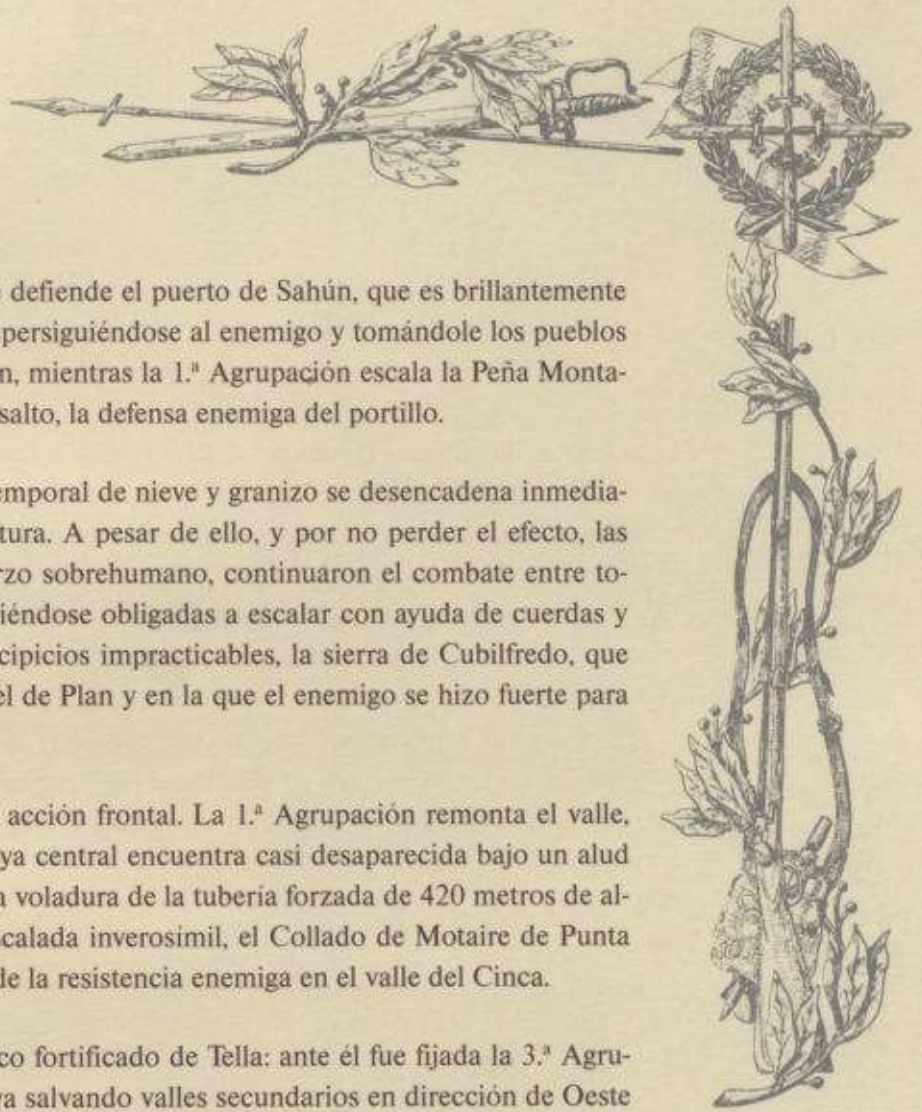 defiende el puerto de Sahún, que es brillantemente
persiguiéndose al enemigo y tomándole los pueblos
n, mientras la 1.ª Agrupación escala la Peña Monta-
salto, la defensa enemiga del portillo.
emporal de nieve y granizo se desencadena inmedia-
tura. A pesar de ello, y por no perder el efecto, las
rzo sobrehumano, continuaron el combate entre to-
iéndose obligadas a escalar con ayuda de cuerdas y
cipicios impracticables, la sierra de Cubilfredo, que
el de Plan y en la que el enemigo se hizo fuerte para
acción frontal. La 1.ª Agrupación remonta el valle,
ya central encuentra casi desaparecida bajo un alud
a voladura de la tubería forzada de 420 metros de al-
scalada inverosímil, el Collado de Motaire de Punta
de la resistencia enemiga en el valle del Cinca.
co fortificado de Tella: ante él fue fijada la 3.ª Agru-
va salvando valles secundarios en dirección de Oeste